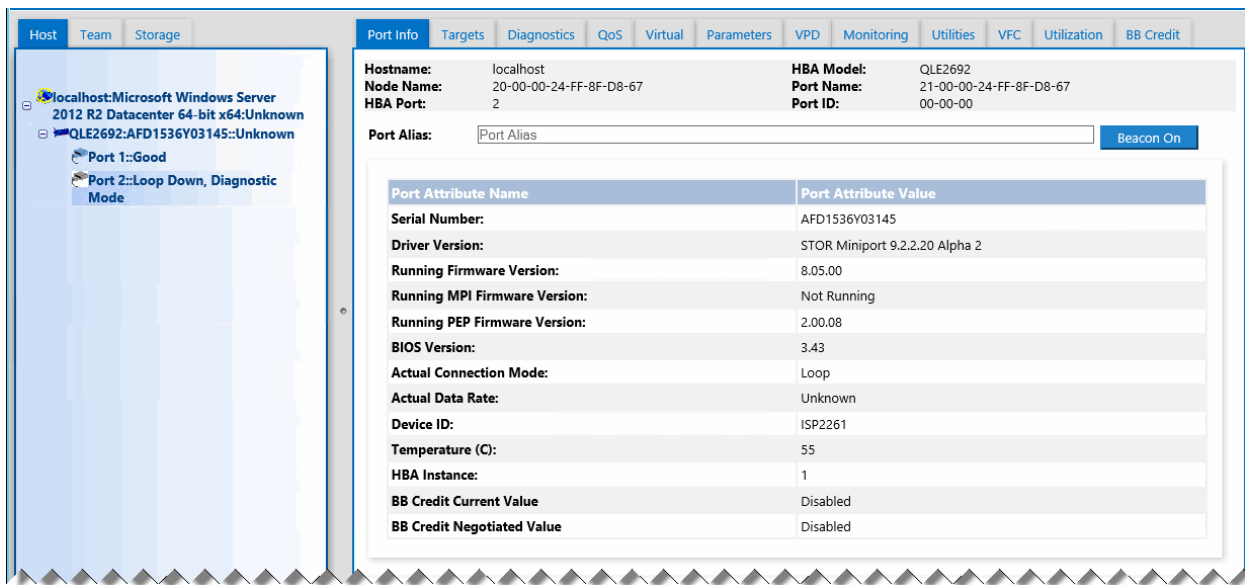 Host Team Storage
localhost:Microsoft Windows Server
2012 R2 Datacenter 64-bit x64:Unknown
QLE2692:AFD1536Y03145::Unknown
Port 1::Good
Port 2::Loop Down, Diagnostic
Mode
Port Info Targets Diagnostics QoS Virtual Parameters VPD Monitoring Utilities VFC Utilization BB Credit
Hostname: localhost HBA Model: QLE2692
Node Name: 20-00-00-24-FF-8F-D8-67 Port Name: 21-00-00-24-FF-8F-D8-67
HBA Port: 2 Port ID: 00-00-00
Port Alias: Port Alias Beacon On
Port Attribute Name Port Attribute Value
Serial Number: AFD1536Y03145
Driver Version: STOR Miniport 9.2.2.20 Alpha 2
Running Firmware Version: 8.05.00
Running MPI Firmware Version: Not Running
Running PEP Firmware Version: 2.00.08
BIOS Version: 3.43
Actual Connection Mode: Loop
Actual Data Rate: Unknown
Device ID: ISP2261
Temperature (C): 55
HBA Instance: 1
BB Credit Current Value Disabled
BB Credit Negotiated Value Disabled